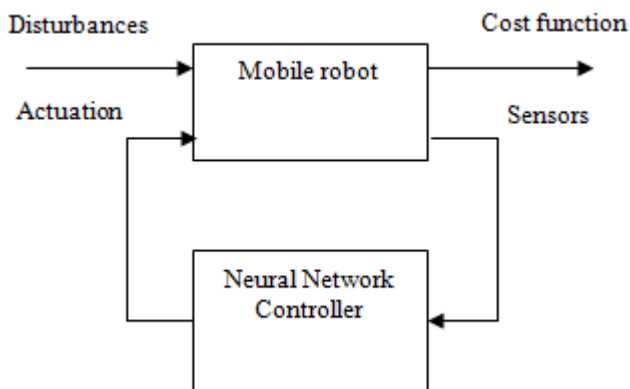 Disturbances
Cost function
Mobile robot
Actuation
Sensors
Neural Network
Controller